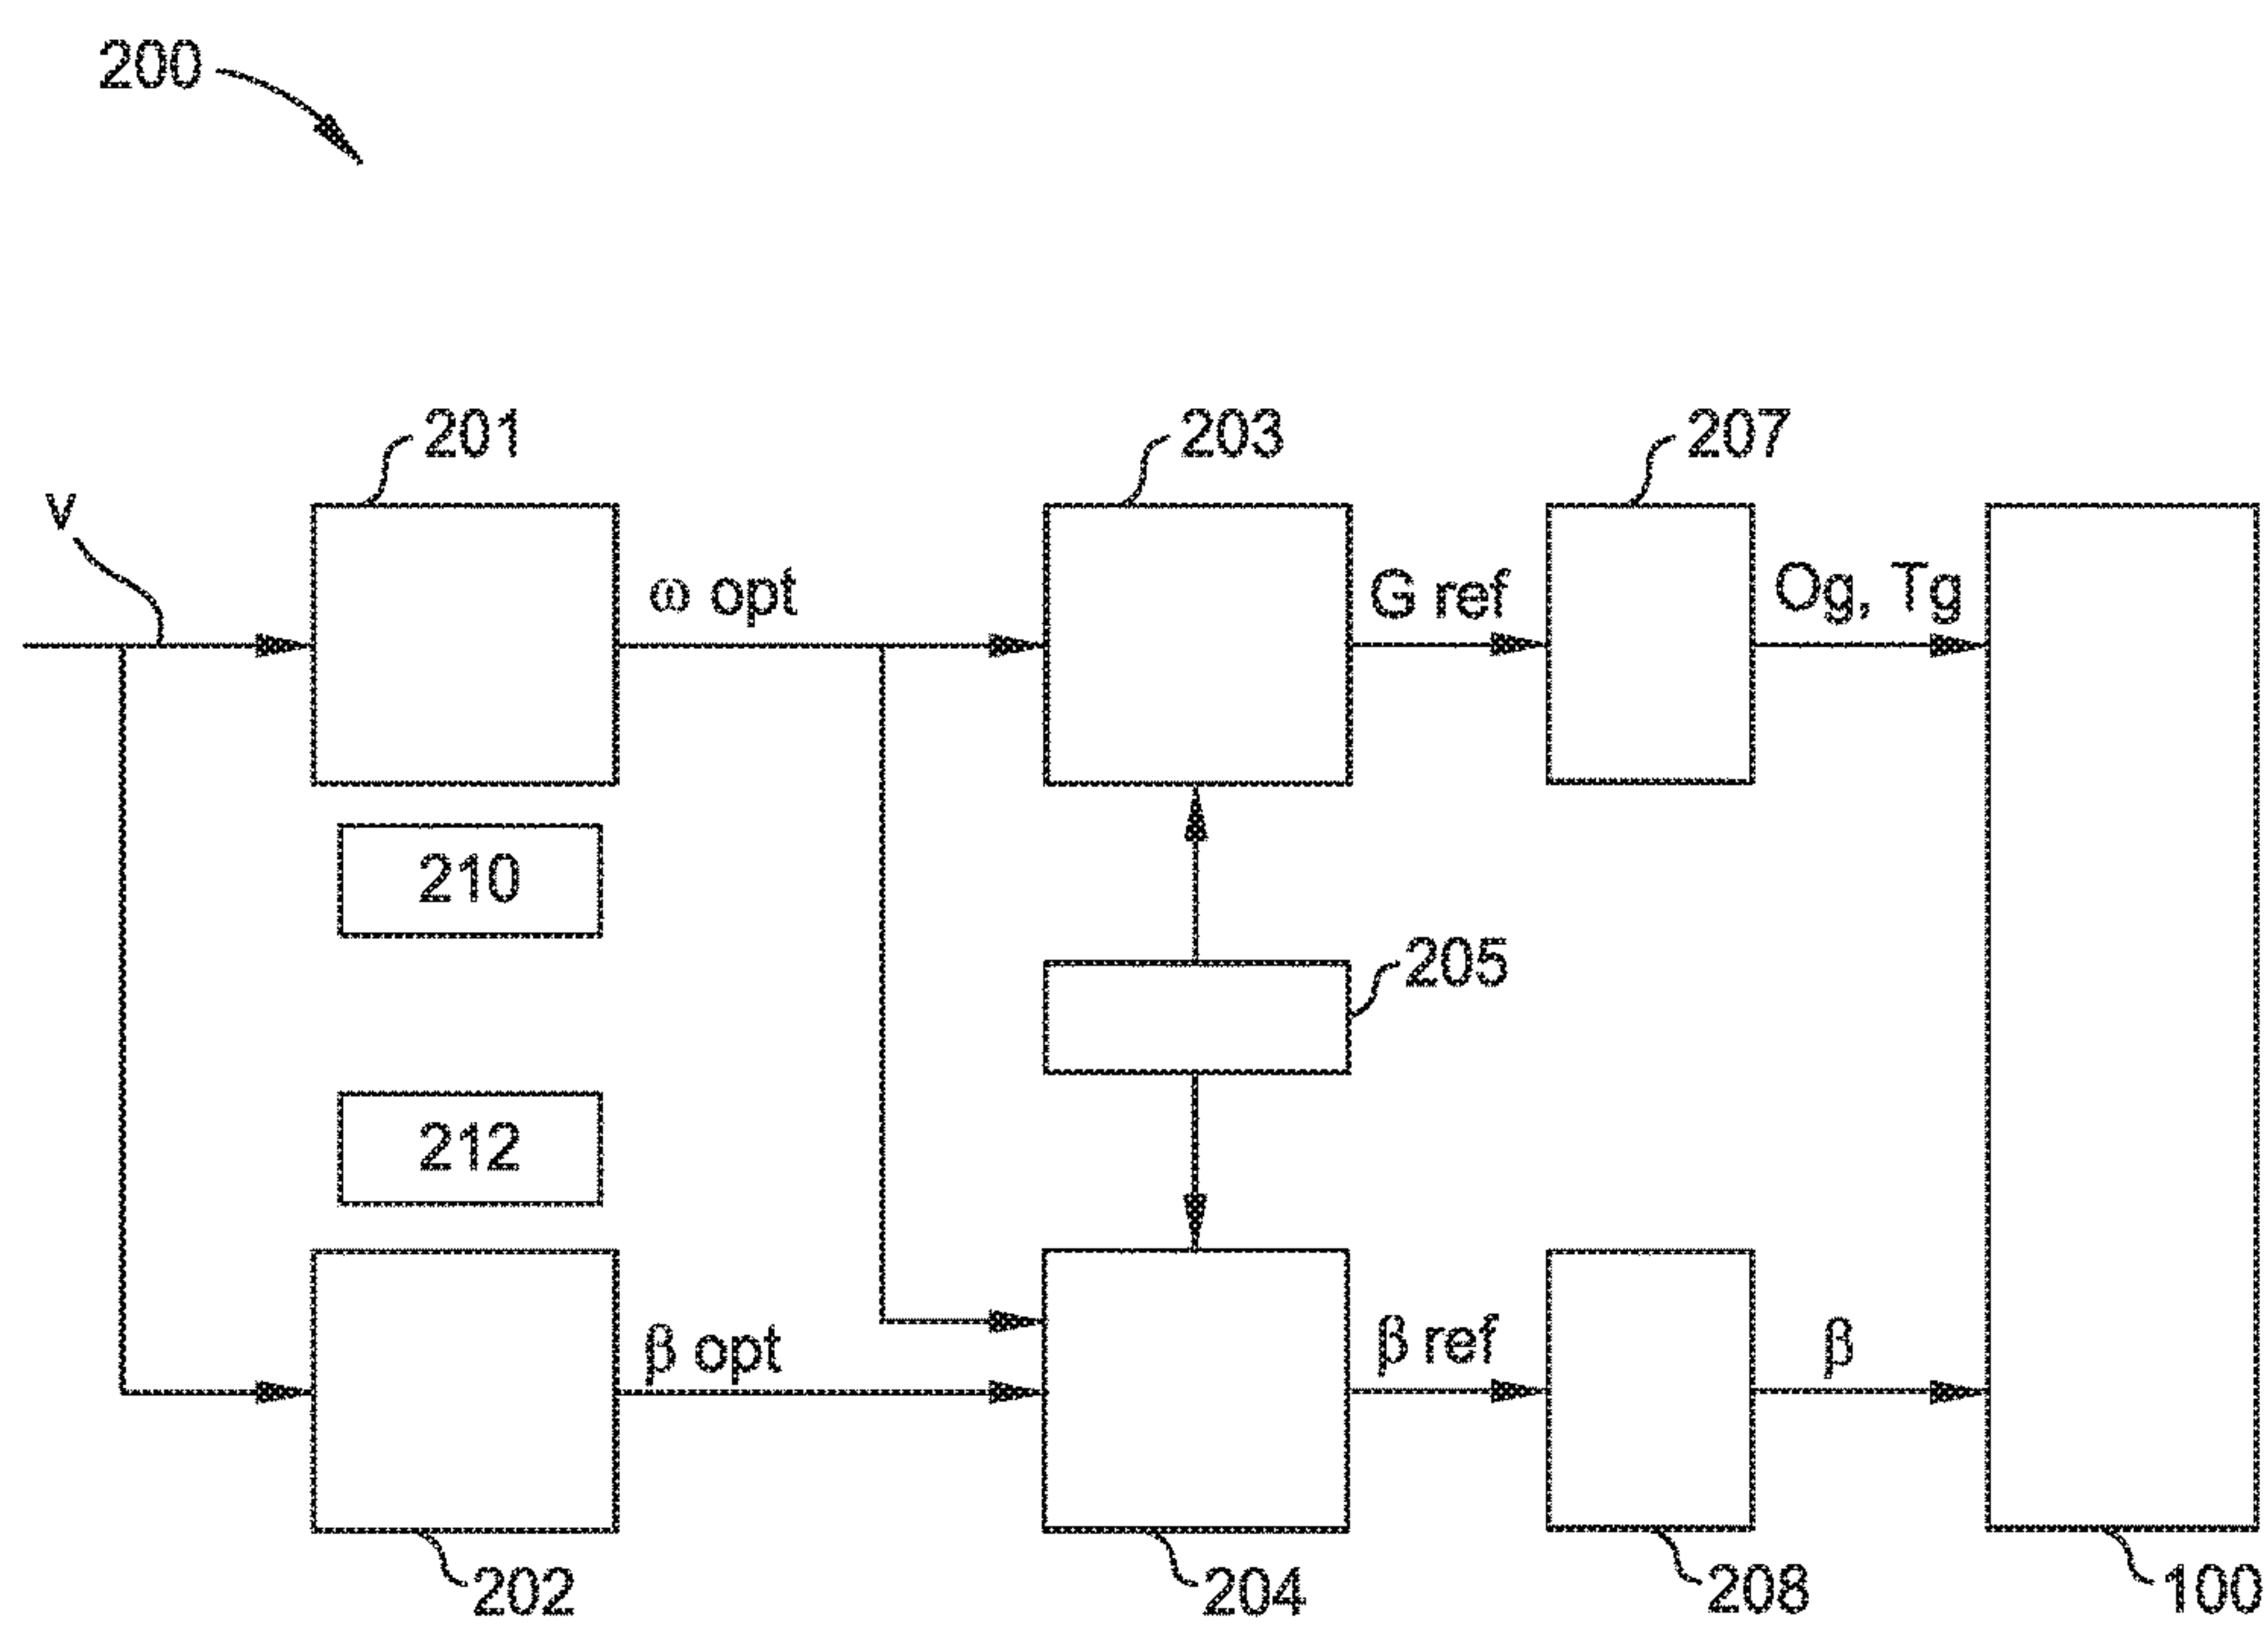 200
201
203
207
v
ω opt
G ref
Og, Tg
210
205
212
β opt
β ref
β
202
204
208
100